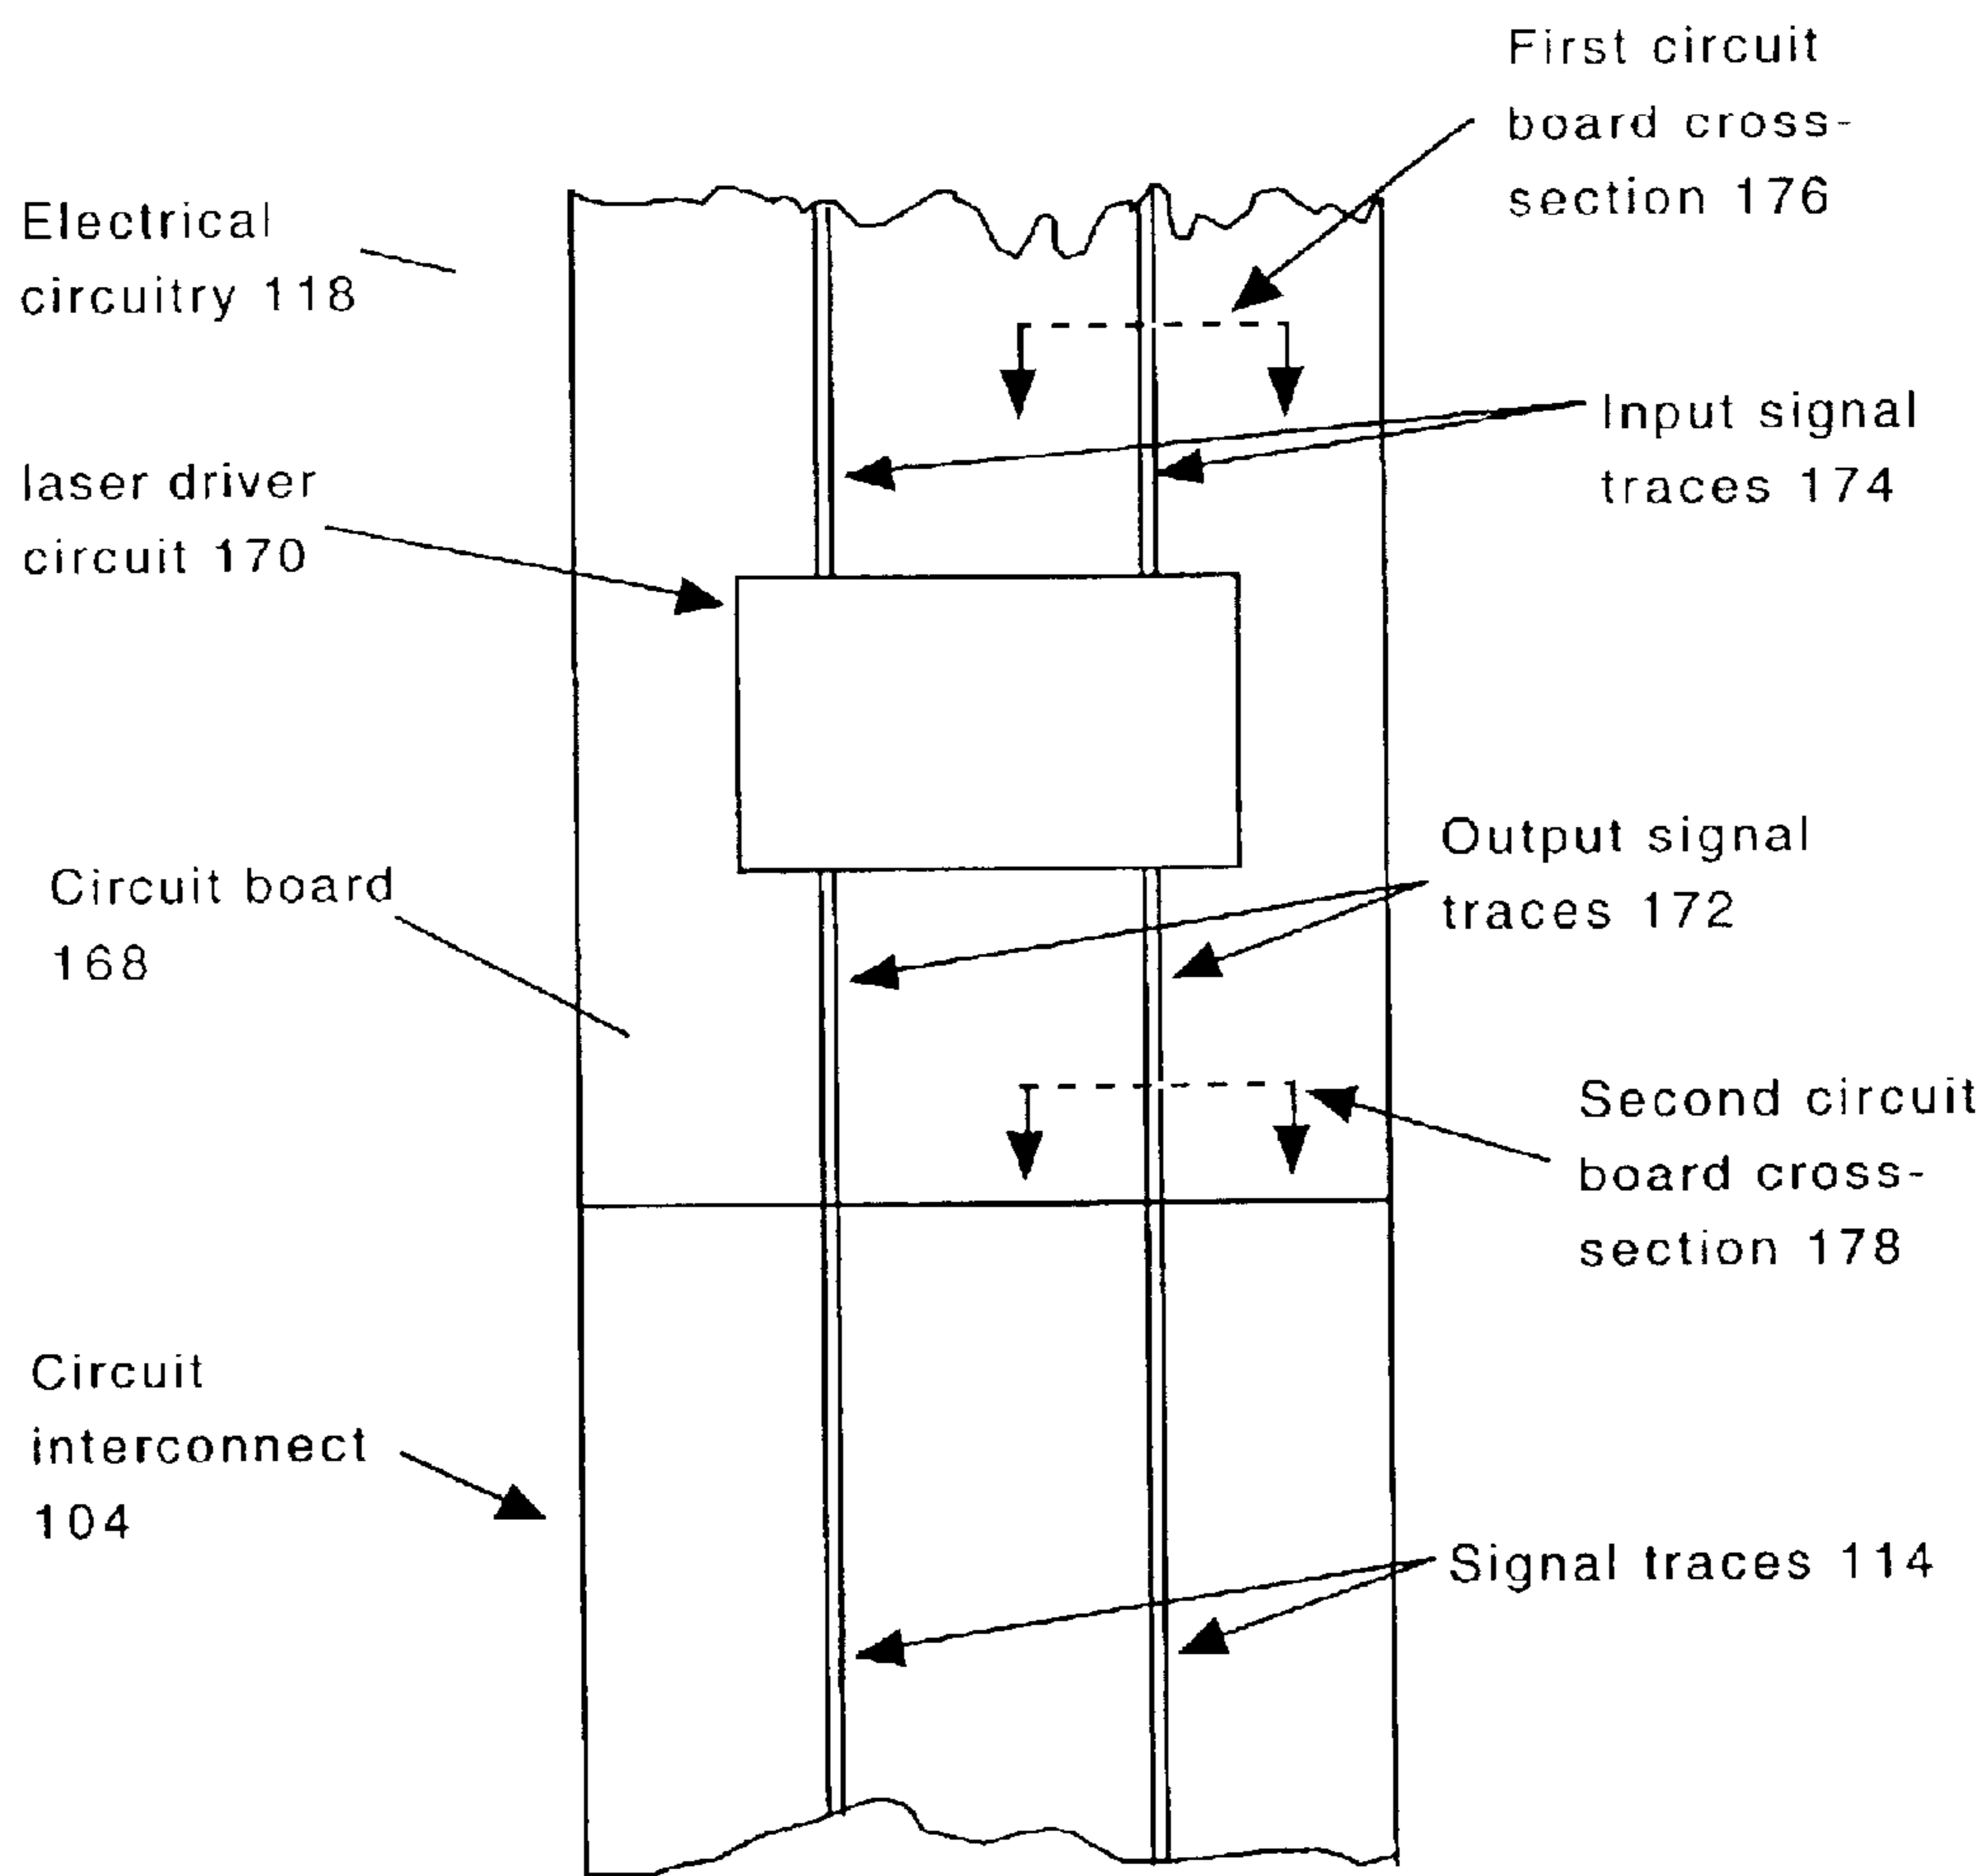 First circuit
board cross-
section 176
Electrical
circuitry 118
Input signal
traces 174
laser driver
circuit 170
Output signal
traces 172
Circuit board
168
Second circuit
board cross-
section 178
Circuit
interconnect
104
Signal traces 114